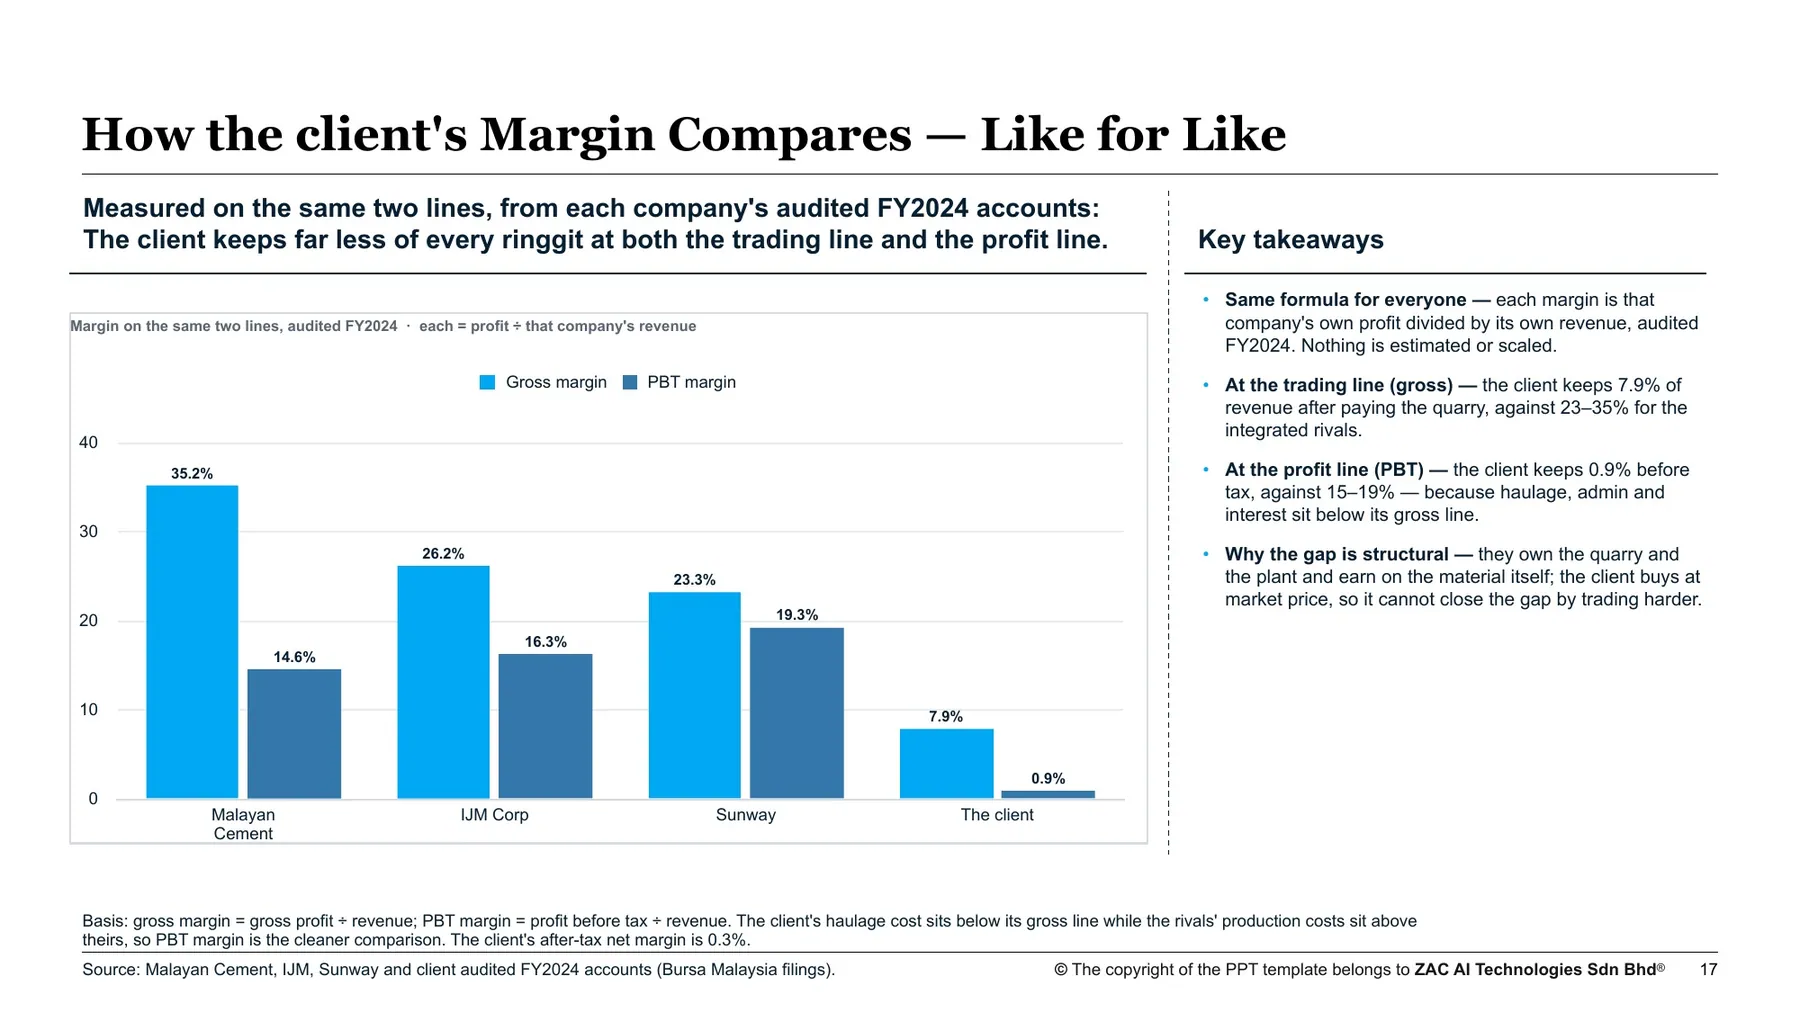 How the client's Margin Compares — Like for Like
Measured on the same two lines, from each company's audited FY2024 accounts:
The client keeps far less of every ringgit at both the trading line and the profit line.
Margin on the same two lines, audited FY2024 · each = profit ÷ that company's revenue
Gross margin
PBT margin
40
30
20
10
0
35.2%
14.6%
26.2%
16.3%
23.3%
19.3%
7.9%
0.9%
Malayan
Cement
IJM Corp
Sunway
The client
Key takeaways
• Same formula for everyone — each margin is that
company's own profit divided by its own revenue, audited
FY2024. Nothing is estimated or scaled.
• At the trading line (gross) — the client keeps 7.9% of
revenue after paying the quarry, against 23–35% for the
integrated rivals.
• At the profit line (PBT) — the client keeps 0.9% before
tax, against 15–19% — because haulage, admin and
interest sit below its gross line.
• Why the gap is structural — they own the quarry and
the plant and earn on the material itself; the client buys at
market price, so it cannot close the gap by trading harder.
Basis: gross margin = gross profit ÷ revenue; PBT margin = profit before tax ÷ revenue. The client's haulage cost sits below its gross line while the rivals' production costs sit above
theirs, so PBT margin is the cleaner comparison. The client's after-tax net margin is 0.3%.
Source: Malayan Cement, IJM, Sunway and client audited FY2024 accounts (Bursa Malaysia filings).
© The copyright of the PPT template belongs to ZAC AI Technologies Sdn Bhd®
17